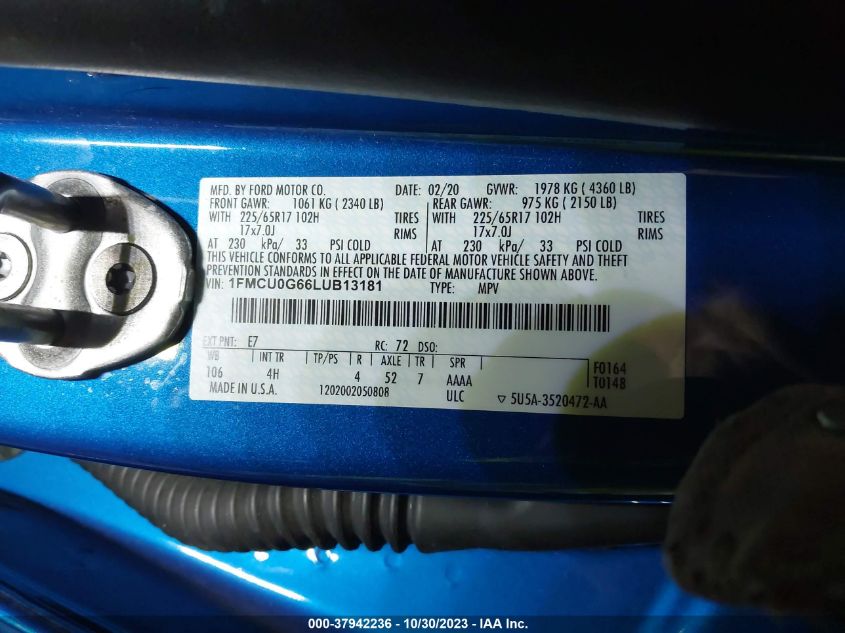 MFD. BY FORD MOTOR CO. DATE: 02/20 GVWR: 1978 KG ( 4360 LB)
FRONT GAWR: 1061 KG ( 2340 LB) REAR GAWR: 975 KG ( 2150 LB)
WITH 225/65R17 102H TIRES WITH 225/65R17 102H TIRES
17x7.0J RIMS 17x7.0J RIMS
AT 230 kPa/ 33 PSI COLD AT 230 kPa/ 33 PSI COLD
THIS VEHICLE CONFORMS TO ALL APPLICABLE FEDERAL MOTOR VEHICLE SAFETY AND THEFT
PREVENTION STANDARDS IN EFFECT ON THE DATE OF MANUFACTURE SHOWN ABOVE.
VIN: 1FMCU0G66LUB13181 TYPE: MPV
EXT PNT: E7 RC: 72 DSO:
WB INT TR TP/PS R AXLE TR SPR F0164
106 4H 4 52 7 AAAA T0148
MADE IN U.S.A. 1202002050808 ULC ▽ 5U5A-3520472-AA
000-37942236 - 10/30/2023 - IAA Inc.